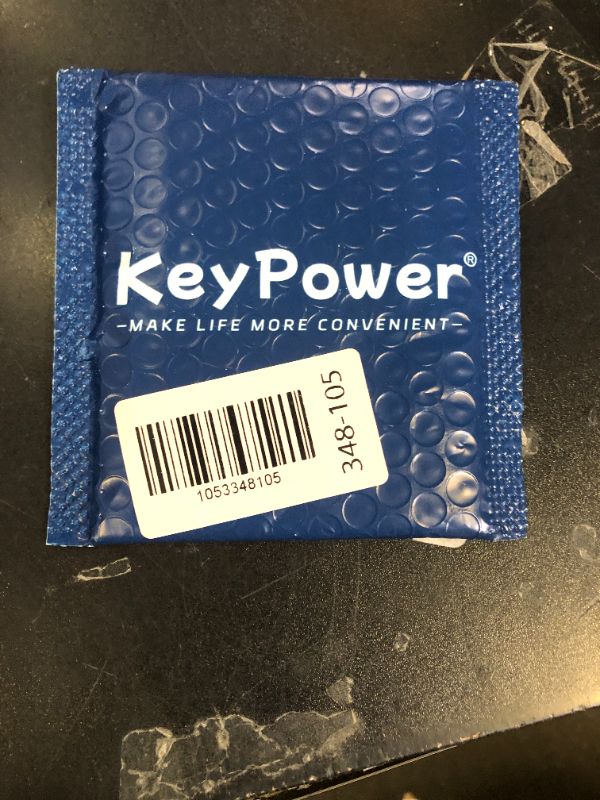 KeyPower®
-MAKE LIFE MORE CONVENIENT-
1053348105
348-105